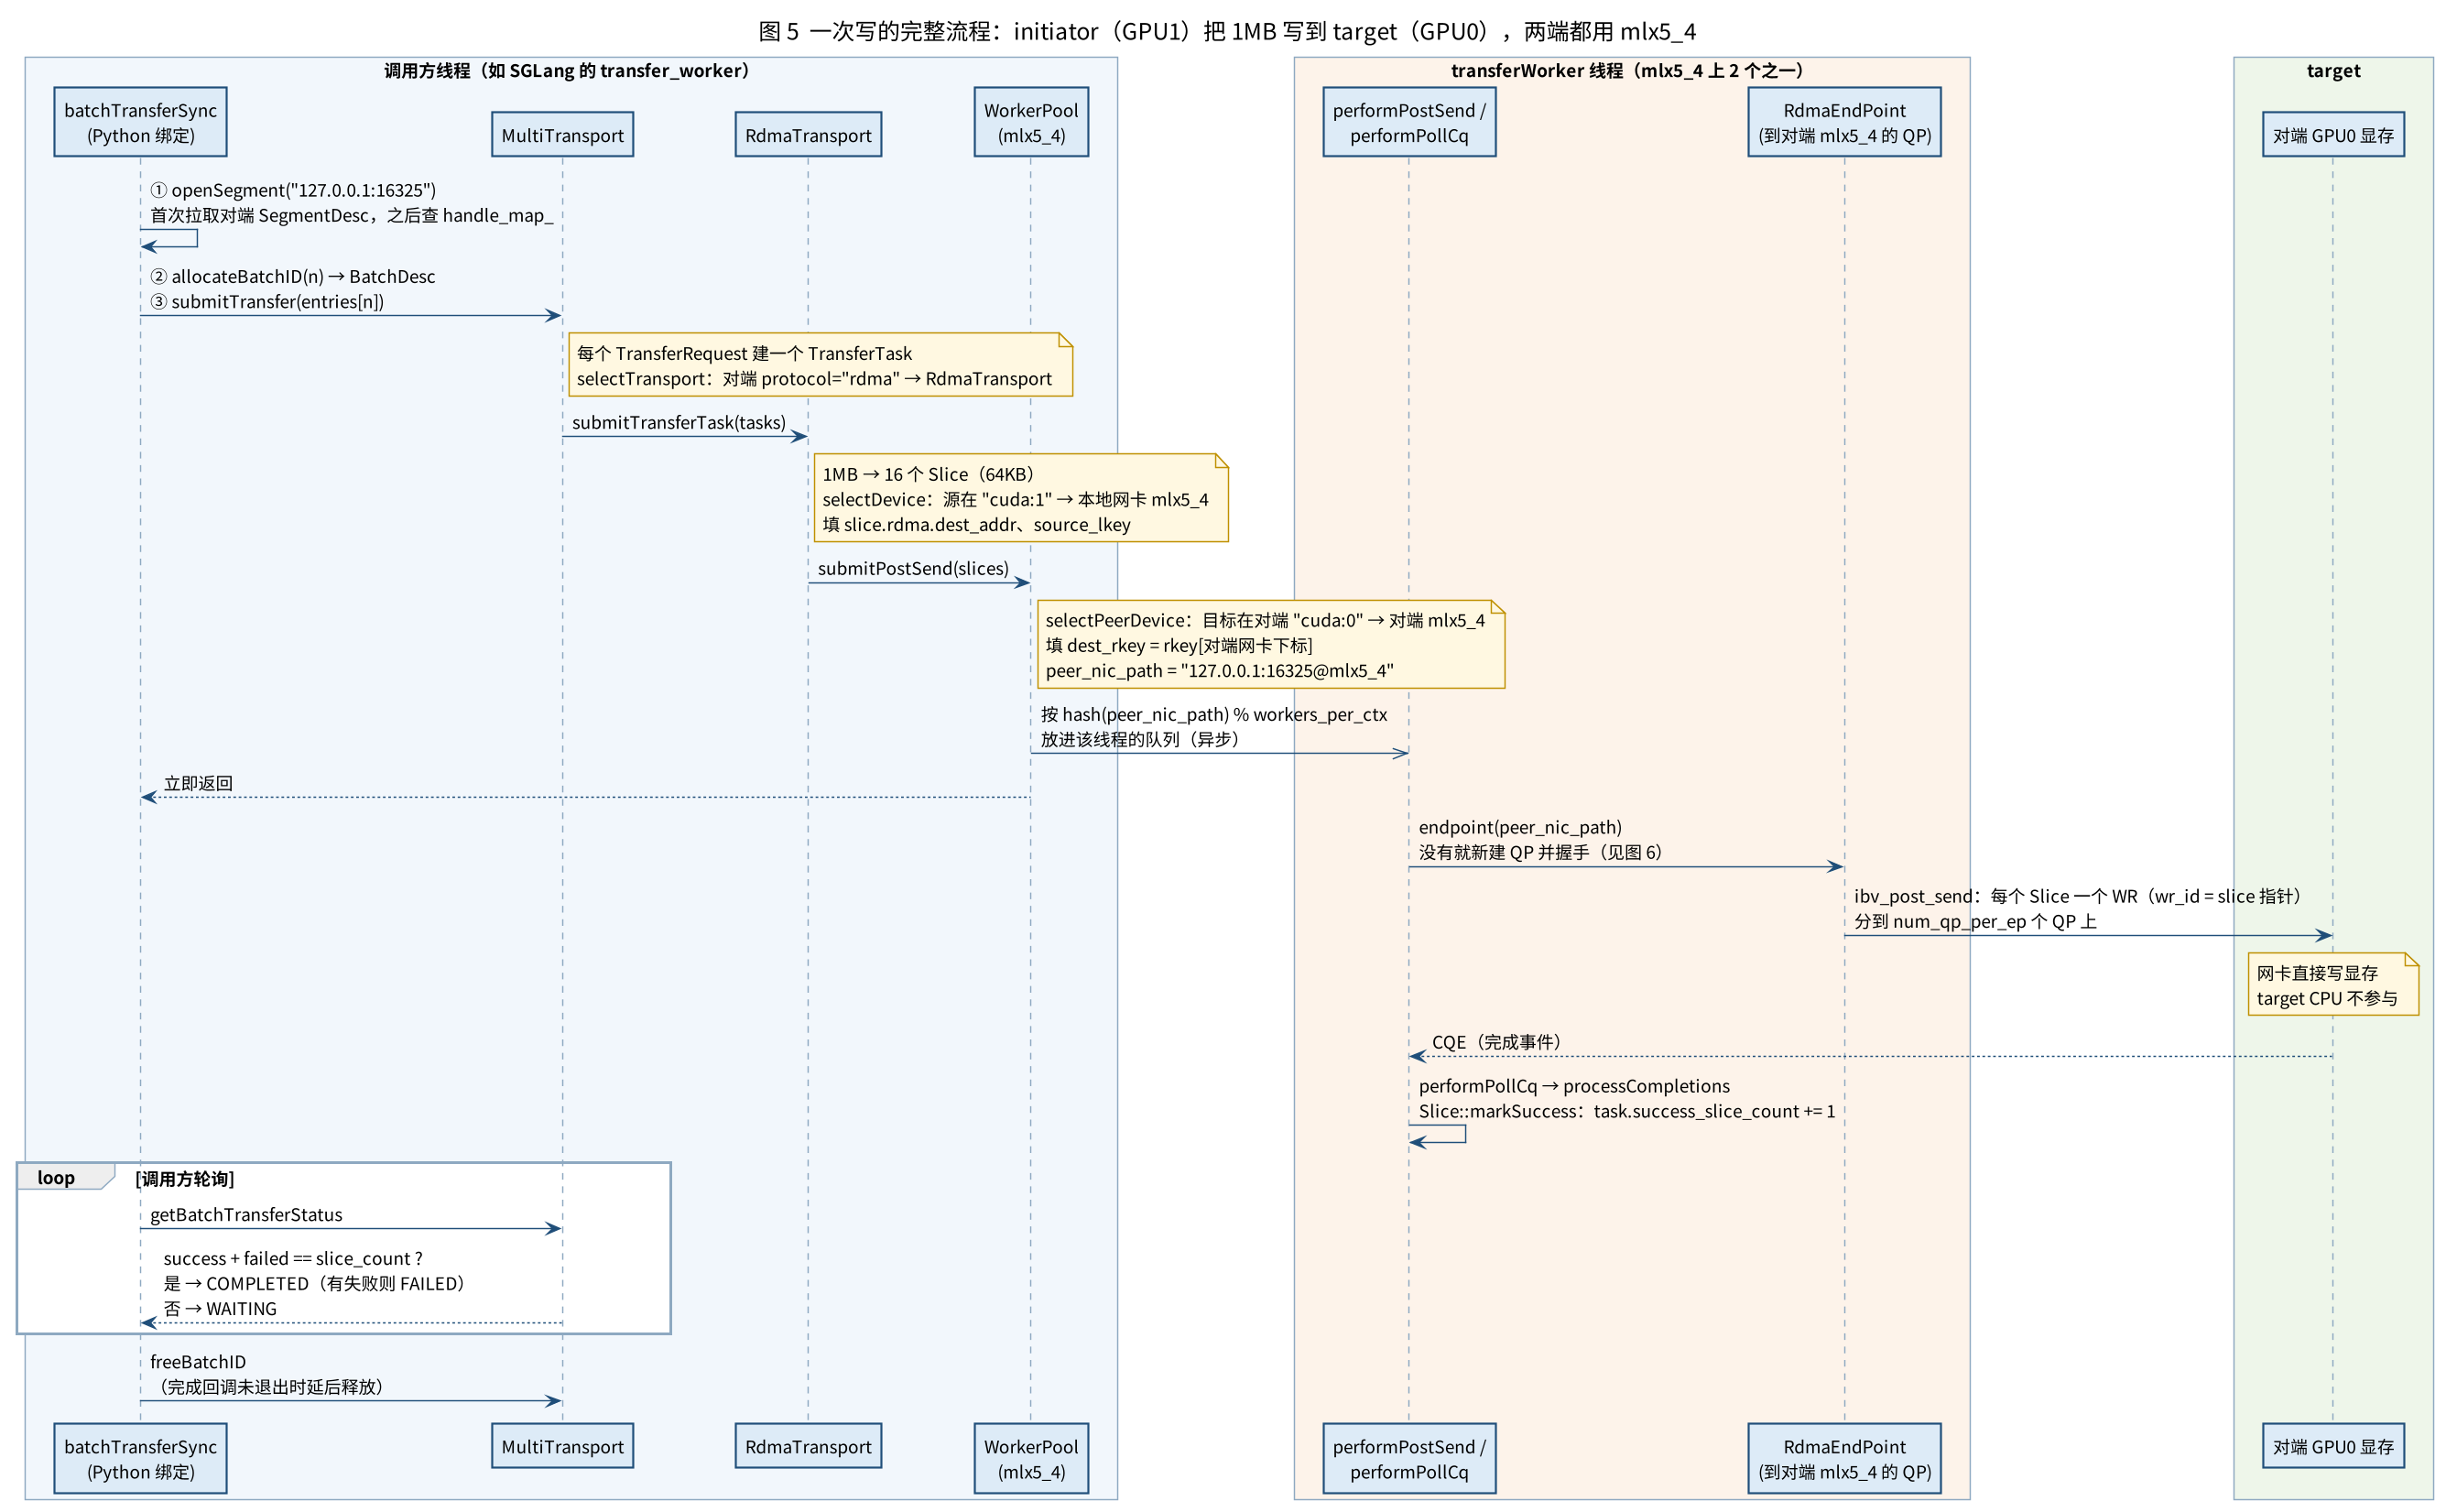 图 5 一次写的完整流程：initiator（GPU1）把 1MB 写到 target（GPU0），两端都用 mlx5_4
调用方线程（如 SGLang 的 transfer_worker）
transferWorker 线程（mlx5_4 上 2 个之一）
target
batchTransferSync
(Python 绑定)
MultiTransport
RdmaTransport
WorkerPool
(mlx5_4)
performPostSend /
performPollCq
RdmaEndPoint
(到对端 mlx5_4 的 QP)
对端 GPU0 显存
① openSegment("127.0.0.1:16325")
首次拉取对端 SegmentDesc，之后查 handle_map_
② allocateBatchID(n) → BatchDesc
③ submitTransfer(entries[n])
每个 TransferRequest 建一个 TransferTask
selectTransport：对端 protocol="rdma" → RdmaTransport
submitTransferTask(tasks)
1MB → 16 个 Slice（64KB）
selectDevice：源在 "cuda:1" → 本地网卡 mlx5_4
填 slice.rdma.dest_addr、source_lkey
submitPostSend(slices)
selectPeerDevice：目标在对端 "cuda:0" → 对端 mlx5_4
填 dest_rkey = rkey[对端网卡下标]
peer_nic_path = "127.0.0.1:16325@mlx5_4"
按 hash(peer_nic_path) % workers_per_ctx
放进该线程的队列（异步）
立即返回
endpoint(peer_nic_path)
没有就新建 QP 并握手（见图 6）
ibv_post_send：每个 Slice 一个 WR（wr_id = slice 指针）
分到 num_qp_per_ep 个 QP 上
网卡直接写显存
target CPU 不参与
CQE（完成事件）
performPollCq → processCompletions
Slice::markSuccess：task.success_slice_count += 1
loop
[调用方轮询]
getBatchTransferStatus
success + failed == slice_count ?
是 → COMPLETED（有失败则 FAILED）
否 → WAITING
freeBatchID
（完成回调未退出时延后释放）
batchTransferSync
(Python 绑定)
MultiTransport
RdmaTransport
WorkerPool
(mlx5_4)
performPostSend /
performPollCq
RdmaEndPoint
(到对端 mlx5_4 的 QP)
对端 GPU0 显存